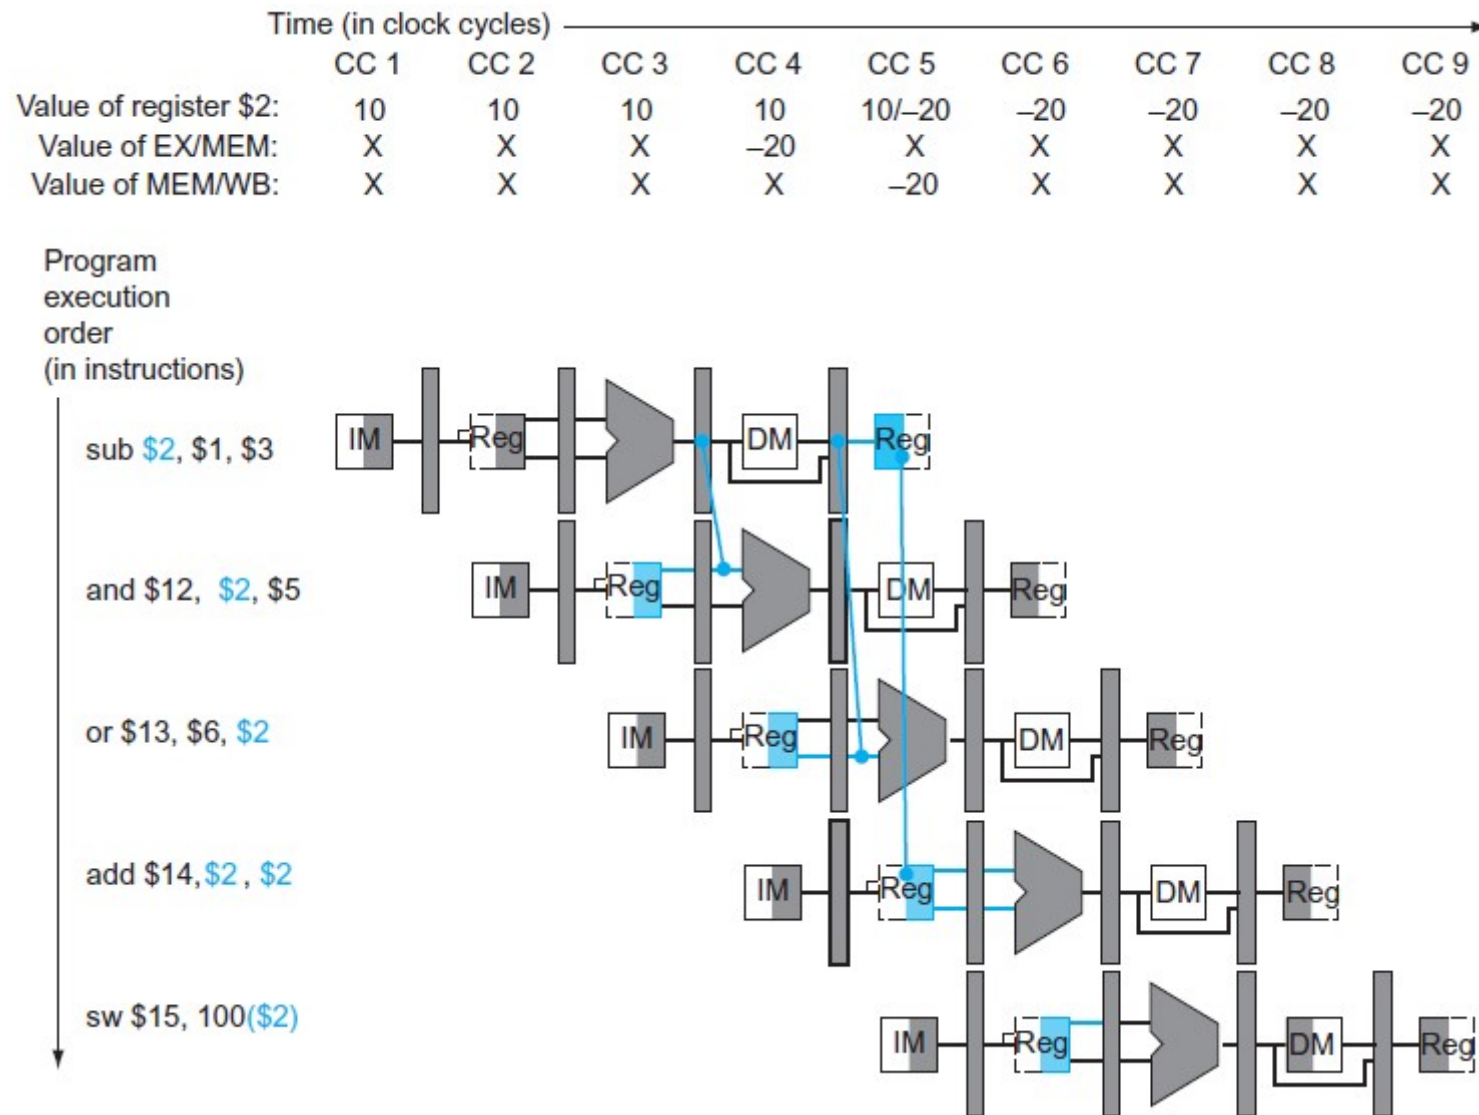 Time (in clock cycles)
CC 1 CC 2 CC 3 CC 4 CC 5 CC 6 CC 7 CC 8 CC 9
Value of register $2: 10 10 10 10 10/–20 –20 –20 –20 –20
Value of EX/MEM: X X X –20 X X X X X
Value of MEM/WB: X X X X –20 X X X X
Program
execution
order
(in instructions)
sub $2, $1, $3 IM Reg DM Reg
and $12, $2, $5 IM Reg DM Reg
or $13, $6, $2 IM Reg DM Reg
add $14,$2 , $2 IM Reg DM Reg
sw $15, 100($2) IM Reg DM Reg